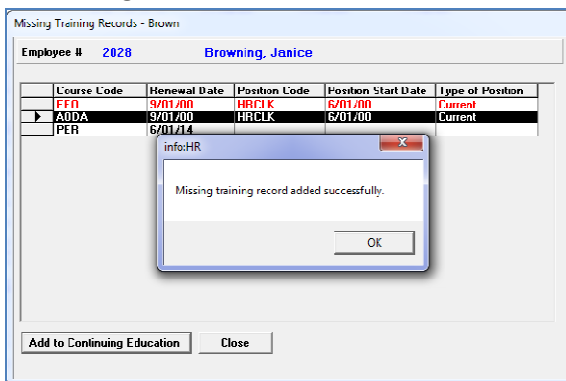 Missing Training Records - Brown
Employee # 2028 Browning, Janice
Course Code Renewal Date Position Code Position Start Date Type of Position
EEO 9/01/00 HRCLK 6/01/00 Current
AODA 9/01/00 HRCLK 6/01/00 Current
PER 6/01/14
info:HR
Missing training record added successfully.
OK
Add to Continuing Education Close